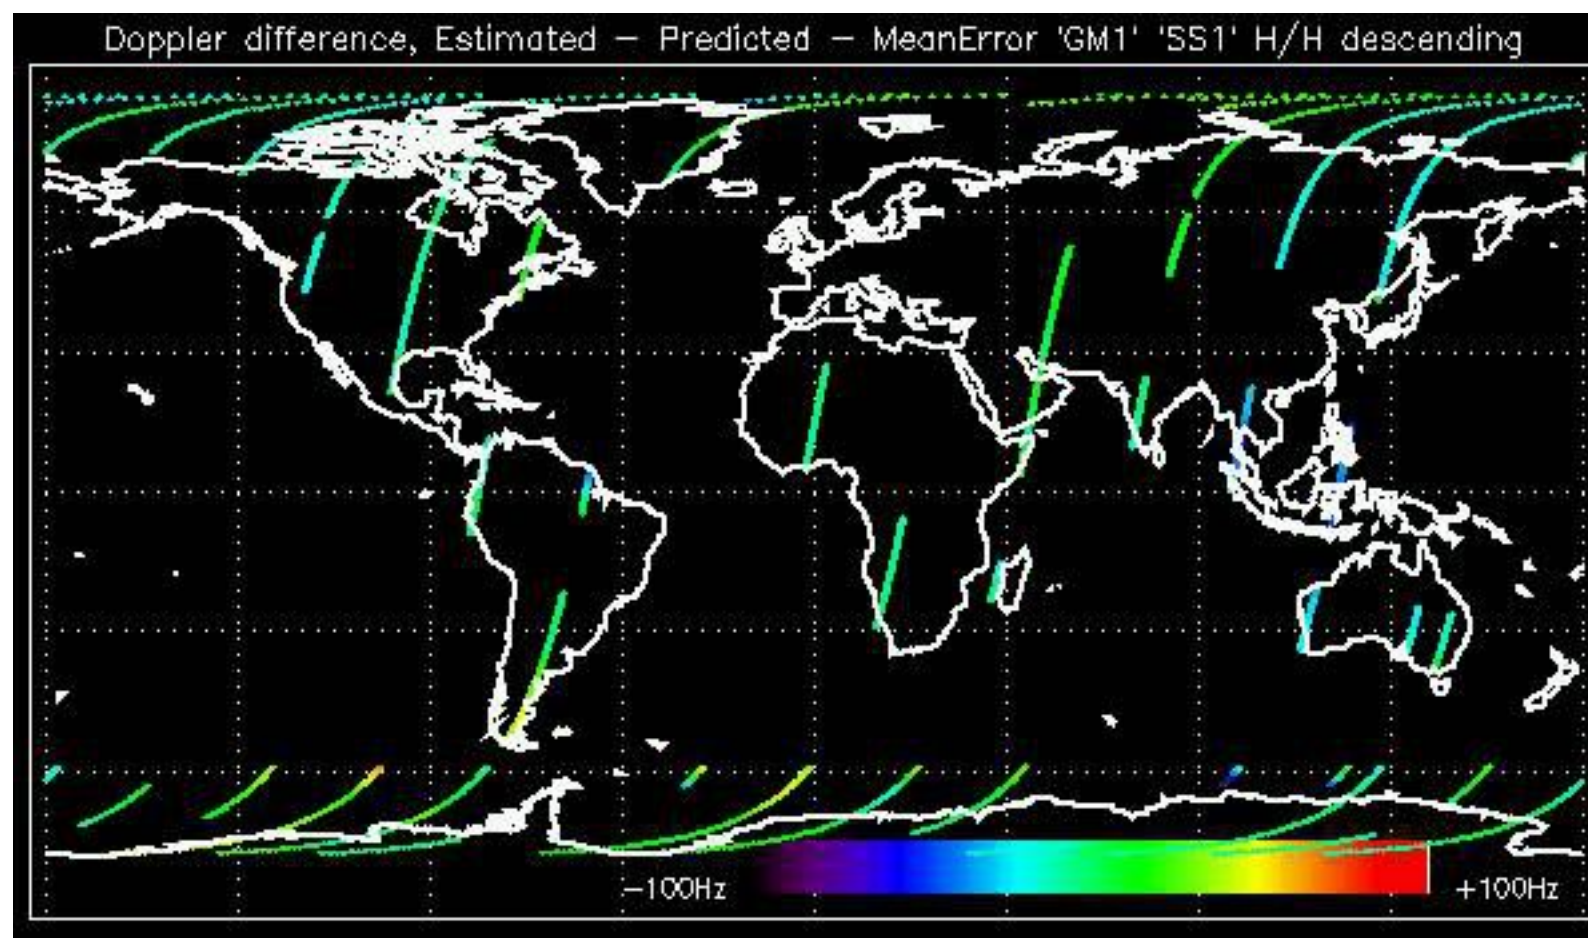 Doppler difference, Estimated – Predicted – MeanError 'GM1' 'SS1' H/H descending
–100Hz
+100Hz